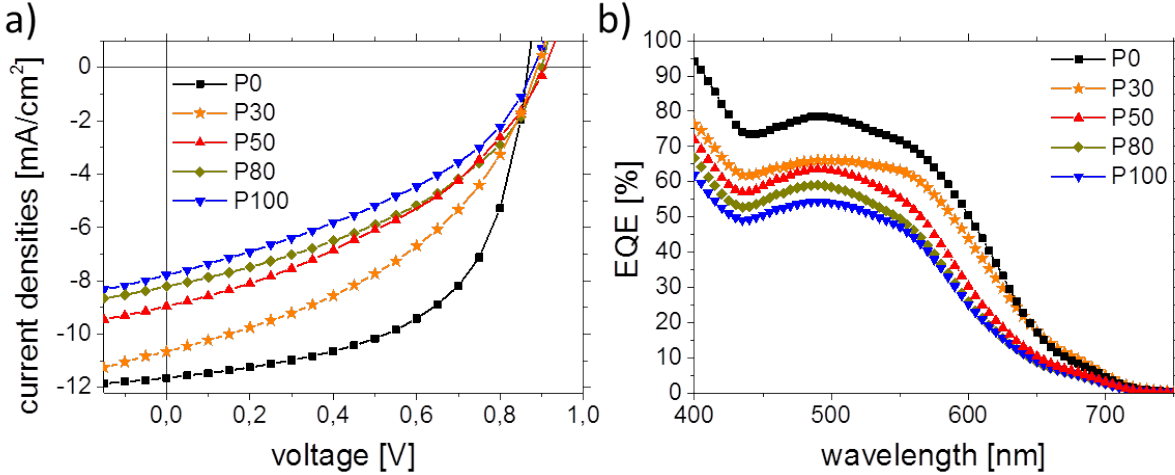 a)
current densities [mA/cm²]
0
-2
-4
-6
-8
-10
-12
P0
P30
P50
P80
P100
0,0 0,2 0,4 0,6 0,8 1,0
voltage [V]
b)
EQE [%]
100
90
80
70
60
50
40
30
20
10
0
P0
P30
P50
P80
P100
400 500 600 700
wavelength [nm]